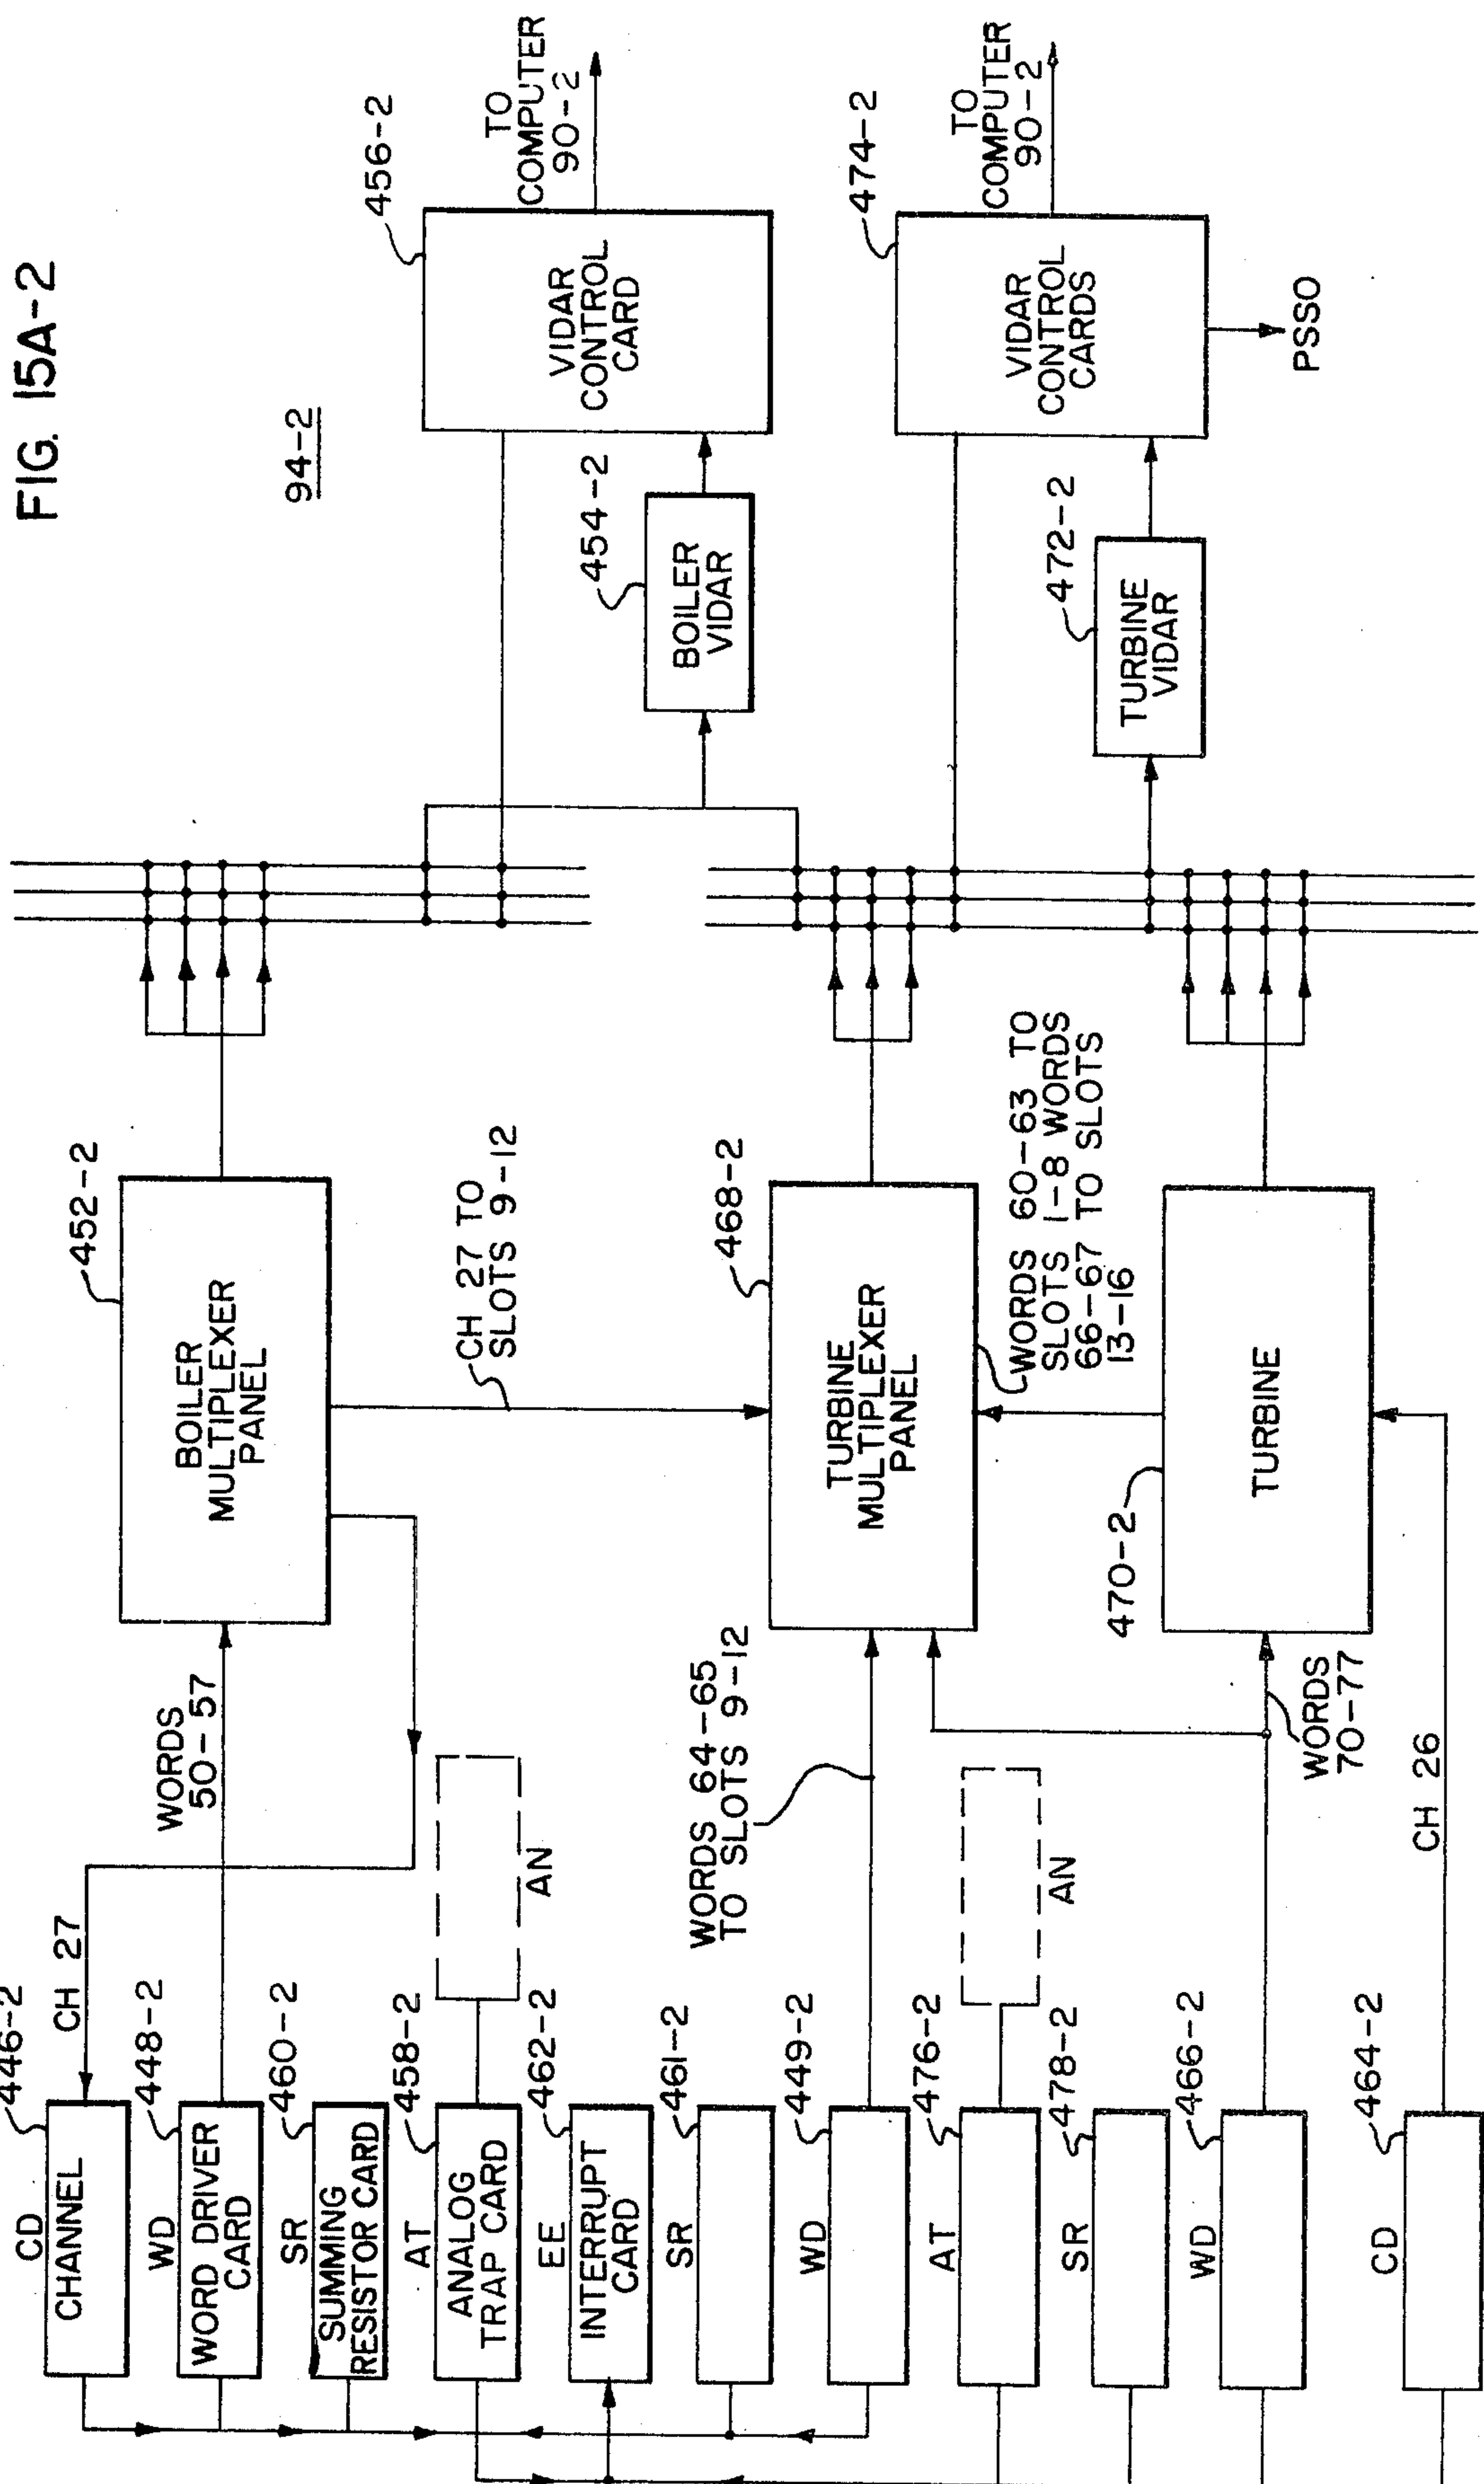 FIG. 15A-2
94-2
CD
446-2
CHANNEL
CH 27
WD
448-2
WORD DRIVER
CARD
WORDS
50-57
SR
460-2
SUMMING
RESISTOR CARD
AT
458-2
ANALOG
TRAP CARD
AN
EE
462-2
INTERRUPT
CARD
SR
461-2
WD
449-2
WORDS 64-65
TO SLOTS 9-12
AT
476-2
AN
SR
478-2
WD
466-2
WORDS
70-77
CD
464-2
CH 26
452-2
BOILER
MULTIPLEXER
PANEL
CH 27 TO
SLOTS 9-12
468-2
TURBINE
MULTIPLEXER
PANEL
WORDS 60-63 TO
SLOTS 1-8 WORDS
66-67 TO SLOTS
13-16
470-2
TURBINE
454-2
BOILER
VIDAR
456-2
VIDAR
CONTROL
CARD
TO
COMPUTER
90-2
472-2
TURBINE
VIDAR
474-2
VIDAR
CONTROL
CARDS
TO
COMPUTER
90-2
PSSO